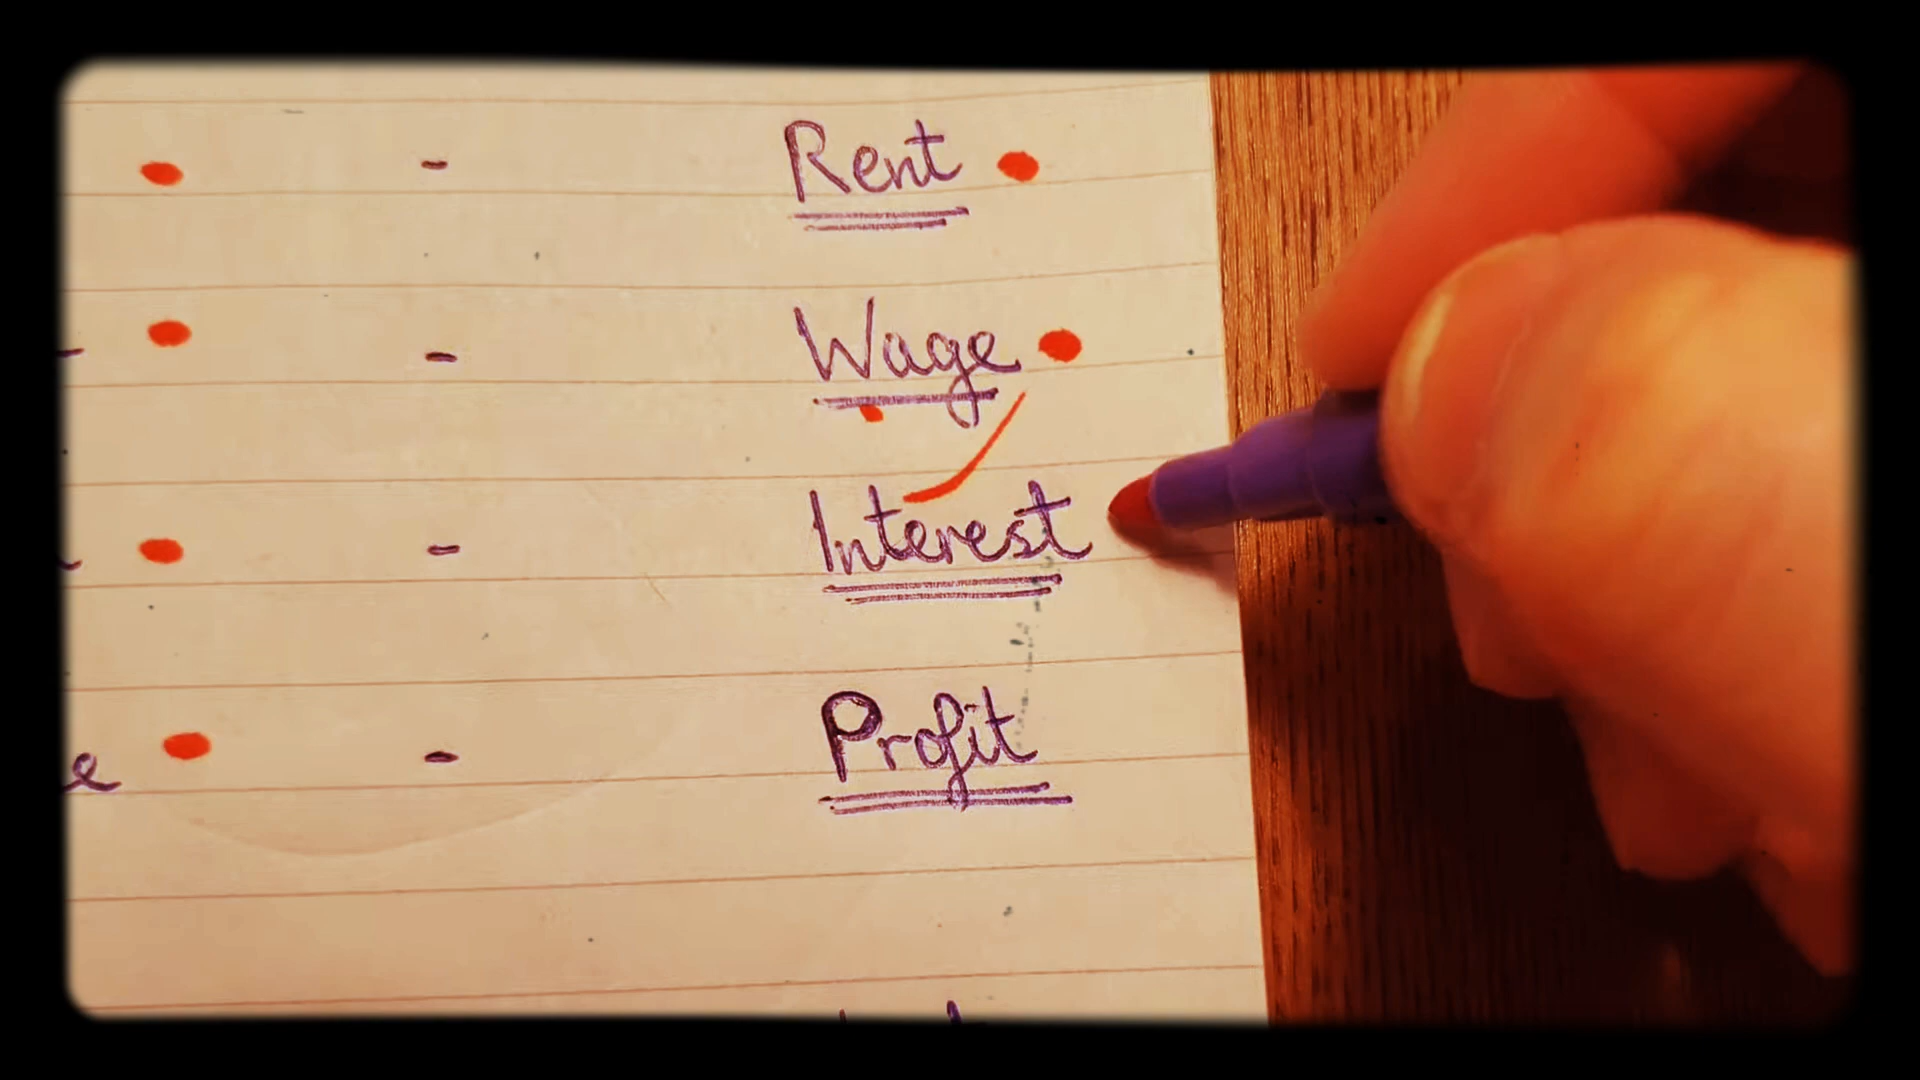 - Rent
- Wage
- Interest
e - Profit